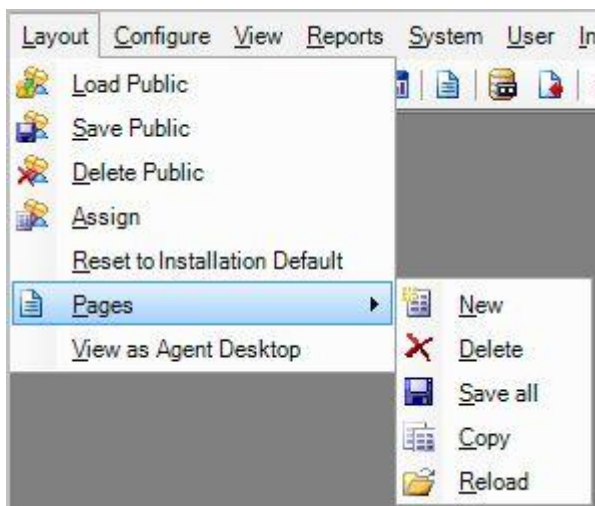 Layout Configure View Reports System User In
Load Public
Save Public
Delete Public
Assign
Reset to Installation Default
Pages
View as Agent Desktop
New
Delete
Save all
Copy
Reload